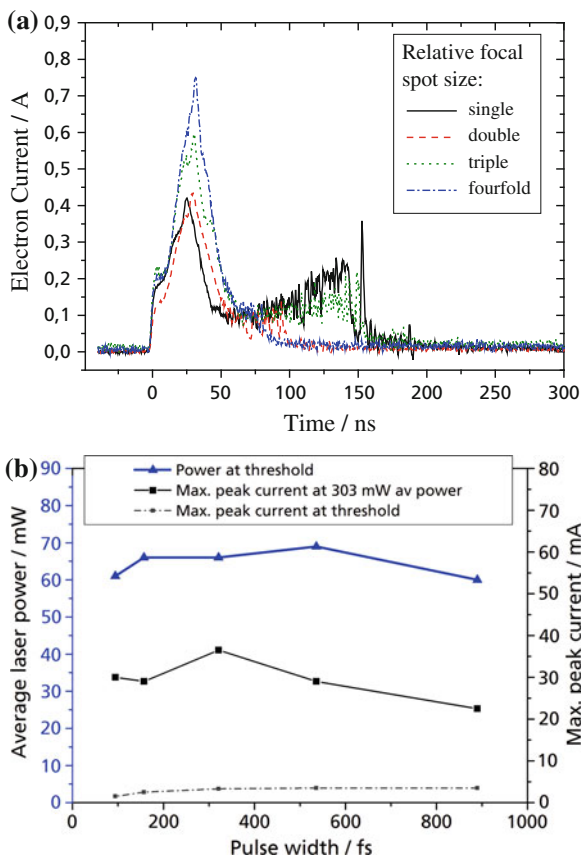 (a)
0,9
0,8
0,7
0,6
0,5
0,4
0,3
0,2
0,1
0,0
Electron Current / A
Relative focal
spot size:
single
double
triple
fourfold
0 50 100 150 200 250 300
Time / ns
(b)
Power at threshold
Max. peak current at 303 mW av power
Max. peak current at threshold
90
80
70
60
50
40
30
20
10
0
Average laser power / mW
80
70
60
50
40
30
20
10
0
Max. peak current / mA
0 200 400 600 800 1000
Pulse width / fs